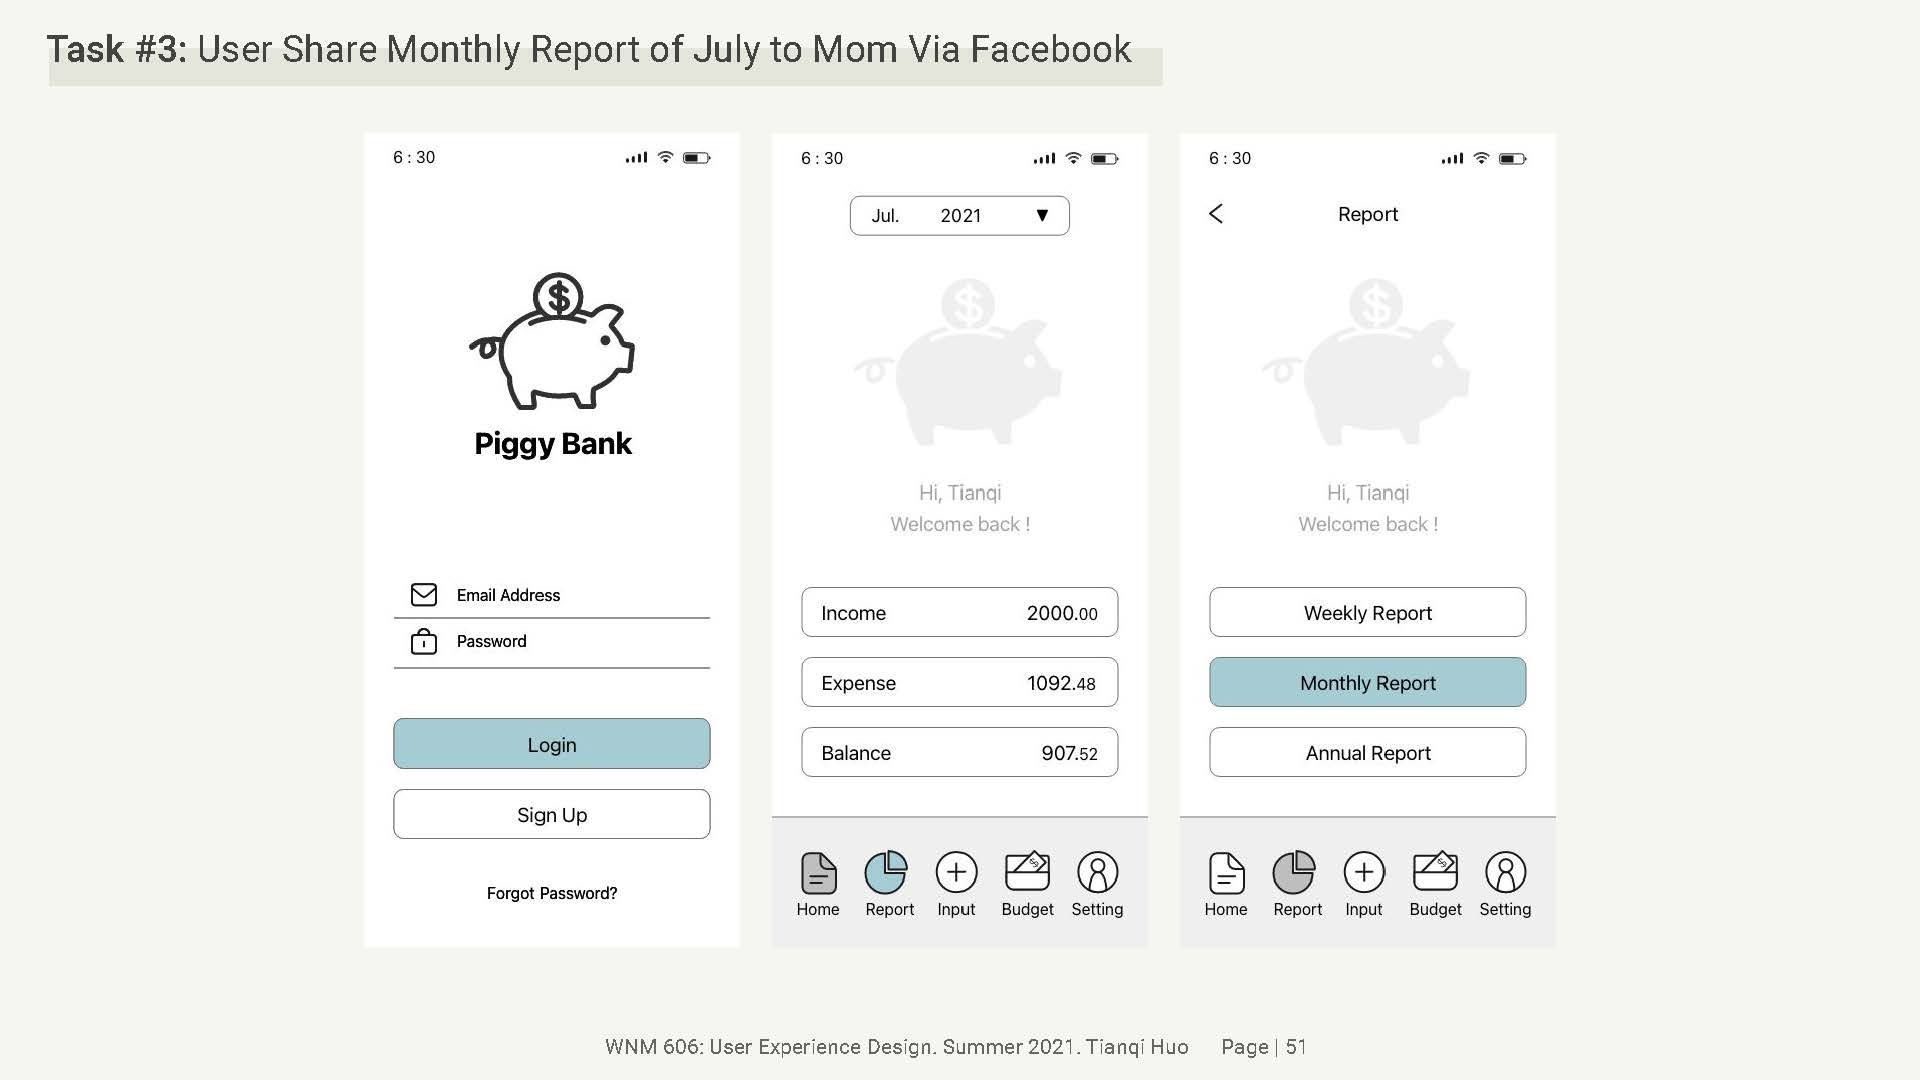 Task #3: User Share Monthly Report of July to Mom Via Facebook
6 : 30
$
Piggy Bank
Email Address
Password
Login
Sign Up
Forgot Password?
6 : 30
Jul. 2021 ▼
$
Hi, Tianqi
Welcome back !
Income 2000.00
Expense 1092.48
Balance 907.52
$
Home Report Input Budget Setting
6 : 30
< Report
$
Hi, Tianqi
Welcome back !
Weekly Report
Monthly Report
Annual Report
$
Home Report Input Budget Setting
WNM 606: User Experience Design. Summer 2021. Tianqi Huo Page | 51